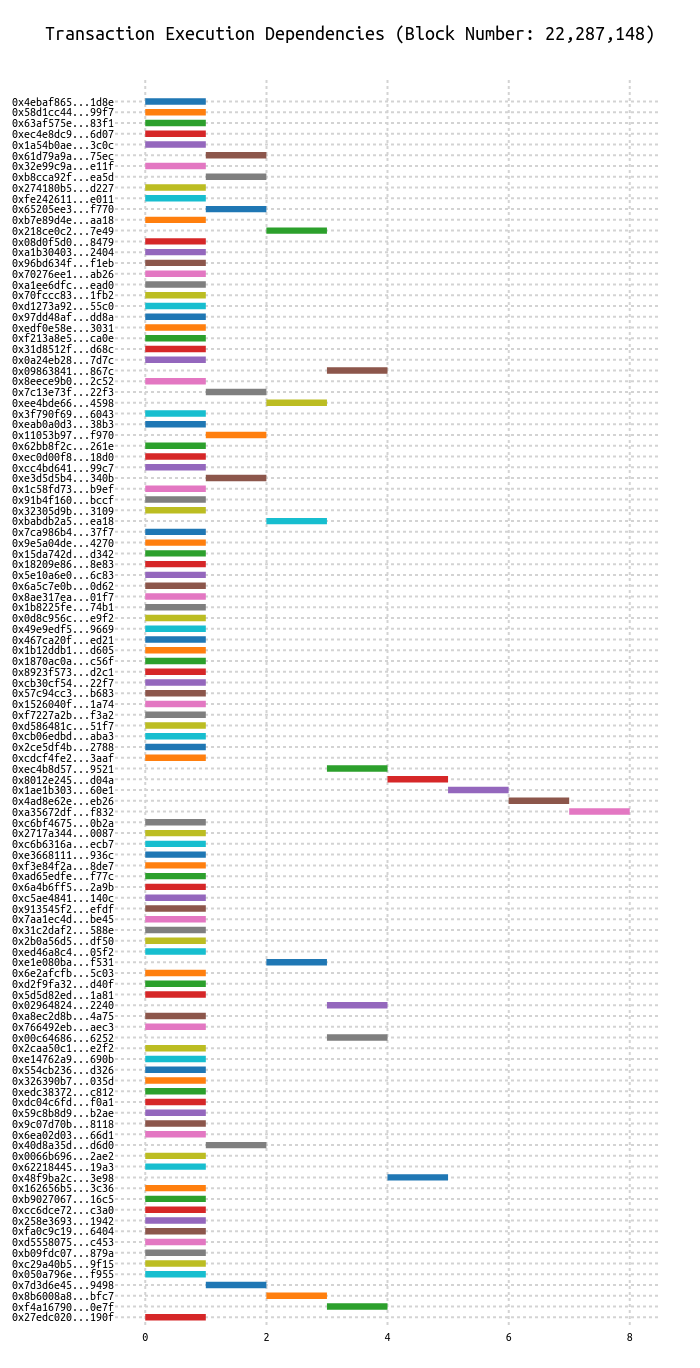 Transaction Execution Dependencies (Block Number: 22,287,148)
0x4ebaf865...1d8e
0x58d1cc44...99f7
0x63af575e...83f1
0xec4e8dc9...6d07
0x1a54b0ae...3c0c
0x61d79a9a...75ec
0x32e99c9a...e11f
0xb8cca92f...ea5d
0x274180b5...d227
0xfe242611...e011
0x65205ee3...f770
0xb7e89d4e...aa18
0x218ce0c2...7e49
0x08d0f5d0...8479
0xa1b30403...2404
0x96bd634f...f1eb
0x70276ee1...ab26
0xa1ee6dfc...ead0
0x70fccc83...1fb2
0xd1273a92...55c0
0x97dd48af...dd8a
0xedf0e58e...3031
0xf213a8e5...ca0e
0x31d8512f...d68c
0x0a24eb28...7d7c
0x09863841...867c
0x8eece9b0...2c52
0x7c13e73f...22f3
0xee4bde66...4598
0x3f790f69...6043
0xeab0a0d3...38b3
0x11053b97...f970
0x62bb8f2c...261e
0xec0d00f8...18d0
0xcc4bd641...99c7
0xe3d5d5b4...340b
0x1c58fd73...b9ef
0x91b4f160...bccf
0x32305d9b...3109
0xbabdb2a5...ea18
0x7ca986b4...37f7
0x9e5a04de...4270
0x15da742d...d342
0x18209e86...8e83
0x5e10a6e0...6c83
0x6a5c7e0b...0d62
0x8ae317ea...01f7
0x1b8225fe...74b1
0x0d8c956c...e9f2
0x49e9edf5...9669
0x467ca20f...ed21
0x1b12ddb1...d605
0x1870ac0a...c56f
0x8923f573...d2c1
0xcb30cf54...22f7
0x57c94cc3...b683
0x1526040f...1a74
0xf7227a2b...f3a2
0xd586481c...51f7
0xcb06edbd...aba3
0x2ce5df4b...2788
0xcdcf4fe2...3aaf
0xec4b8d57...9521
0x8012e245...d04a
0x1ae1b303...60e1
0x4ad8e62e...eb26
0xa35672df...f832
0xc6bf4675...0b2a
0x2717a344...0087
0xc6b6316a...ecb7
0xe3668111...936c
0xf3e84f2a...8de7
0xad65edfe...f77c
0x6a4b6ff5...2a9b
0xc5ae4841...140c
0x913545f2...efdf
0x7aa1ec4d...be45
0x31c2daf2...588e
0x2b0a56d5...df50
0xed46a8c4...05f2
0xe1e080ba...f531
0x6e2afcfb...5c03
0xd2f9fa32...d40f
0x5d5d82ed...1a81
0x02964824...2240
0xa8ec2d8b...4a75
0x766492eb...aec3
0x00c64686...6252
0x2caa50c1...e2f2
0xe14762a9...690b
0x554cb236...d326
0x326390b7...035d
0xedc38372...c812
0xdc04c6fd...f0a1
0x59c8b8d9...b2ae
0x9c07d70b...8118
0x6ea02d03...66d1
0x40d8a35d...d6d0
0x0066b696...2ae2
0x62218445...19a3
0x48f9ba2c...3e98
0x162656b5...3c36
0xb9027067...16c5
0xcc6dce72...c3a0
0x258e3693...1942
0xfa0c9c19...6404
0xd5558075...c453
0xb09fdc07...879a
0xc29a40b5...9f15
0x050a796e...f955
0x7d3d6e45...9498
0x8b6008a8...bfc7
0xf4a16790...0e7f
0x27edc020...190f
0 2 4 6 8